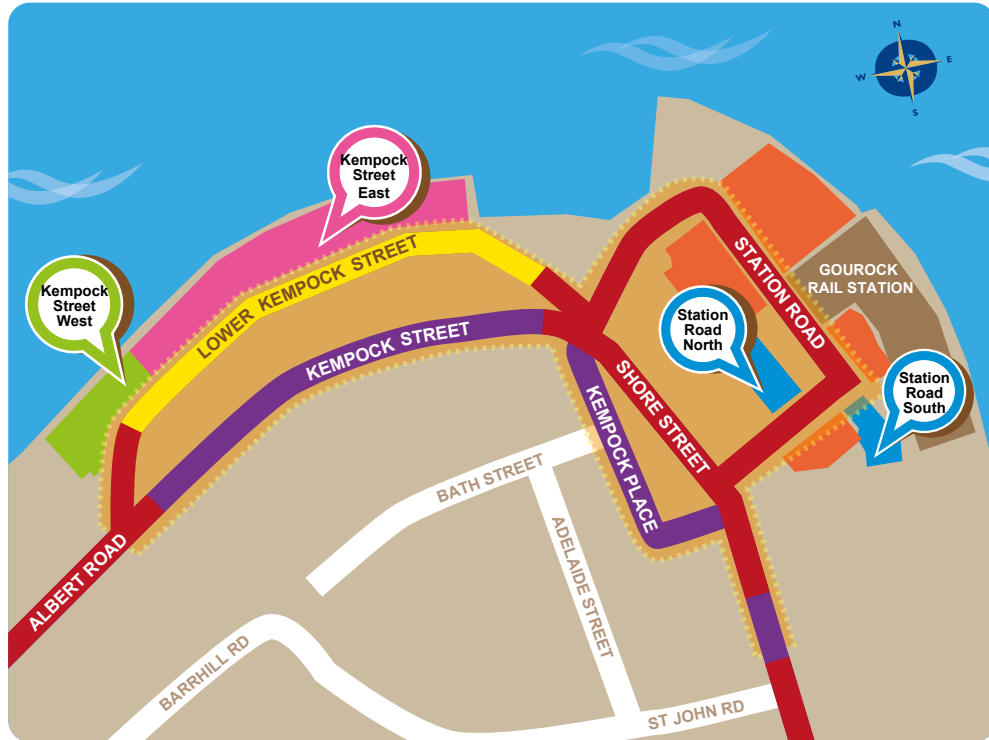 N
W
E
S
Kempock
Street
East
Kempock
Street
West
LOWER KEMPOCK STREET
KEMPOCK STREET
STATION ROAD
GOUROCK
RAIL STATION
Station
Road
North
Station
Road
South
SHORE STREET
KEMPOCK PLACE
BATH STREET
ADELAIDE STREET
ALBERT ROAD
BARRHILL RD
ST JOHN RD